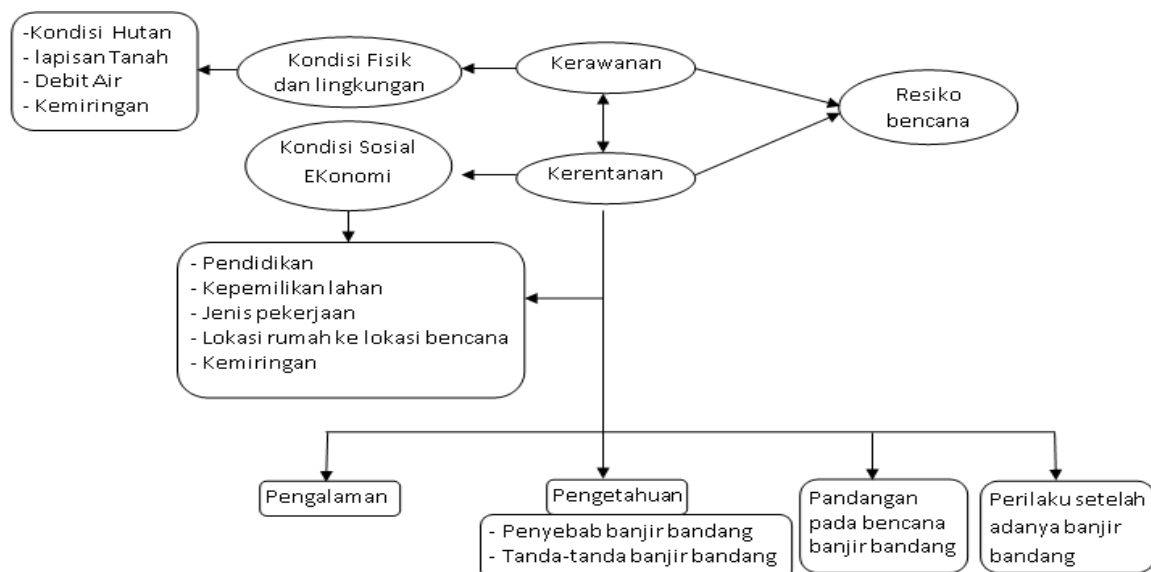 -Kondisi Hutan
- lapisan Tanah
- Debit Air
- Kemiringan
Kondisi Fisik
dan lingkungan
Kerawanan
Resiko
bencana
Kondisi Sosial
EKonomi
Kerentanan
- Pendidikan
- Kepemilikan lahan
- Jenis pekerjaan
- Lokasi rumah ke lokasi bencana
- Kemiringan
Pengalaman
Pengetahuan
- Penyebab banjir bandang
- Tanda-tanda banjir bandang
Pandangan
pada bencana
banjir bandang
Perilaku setelah
adanya banjir
bandang